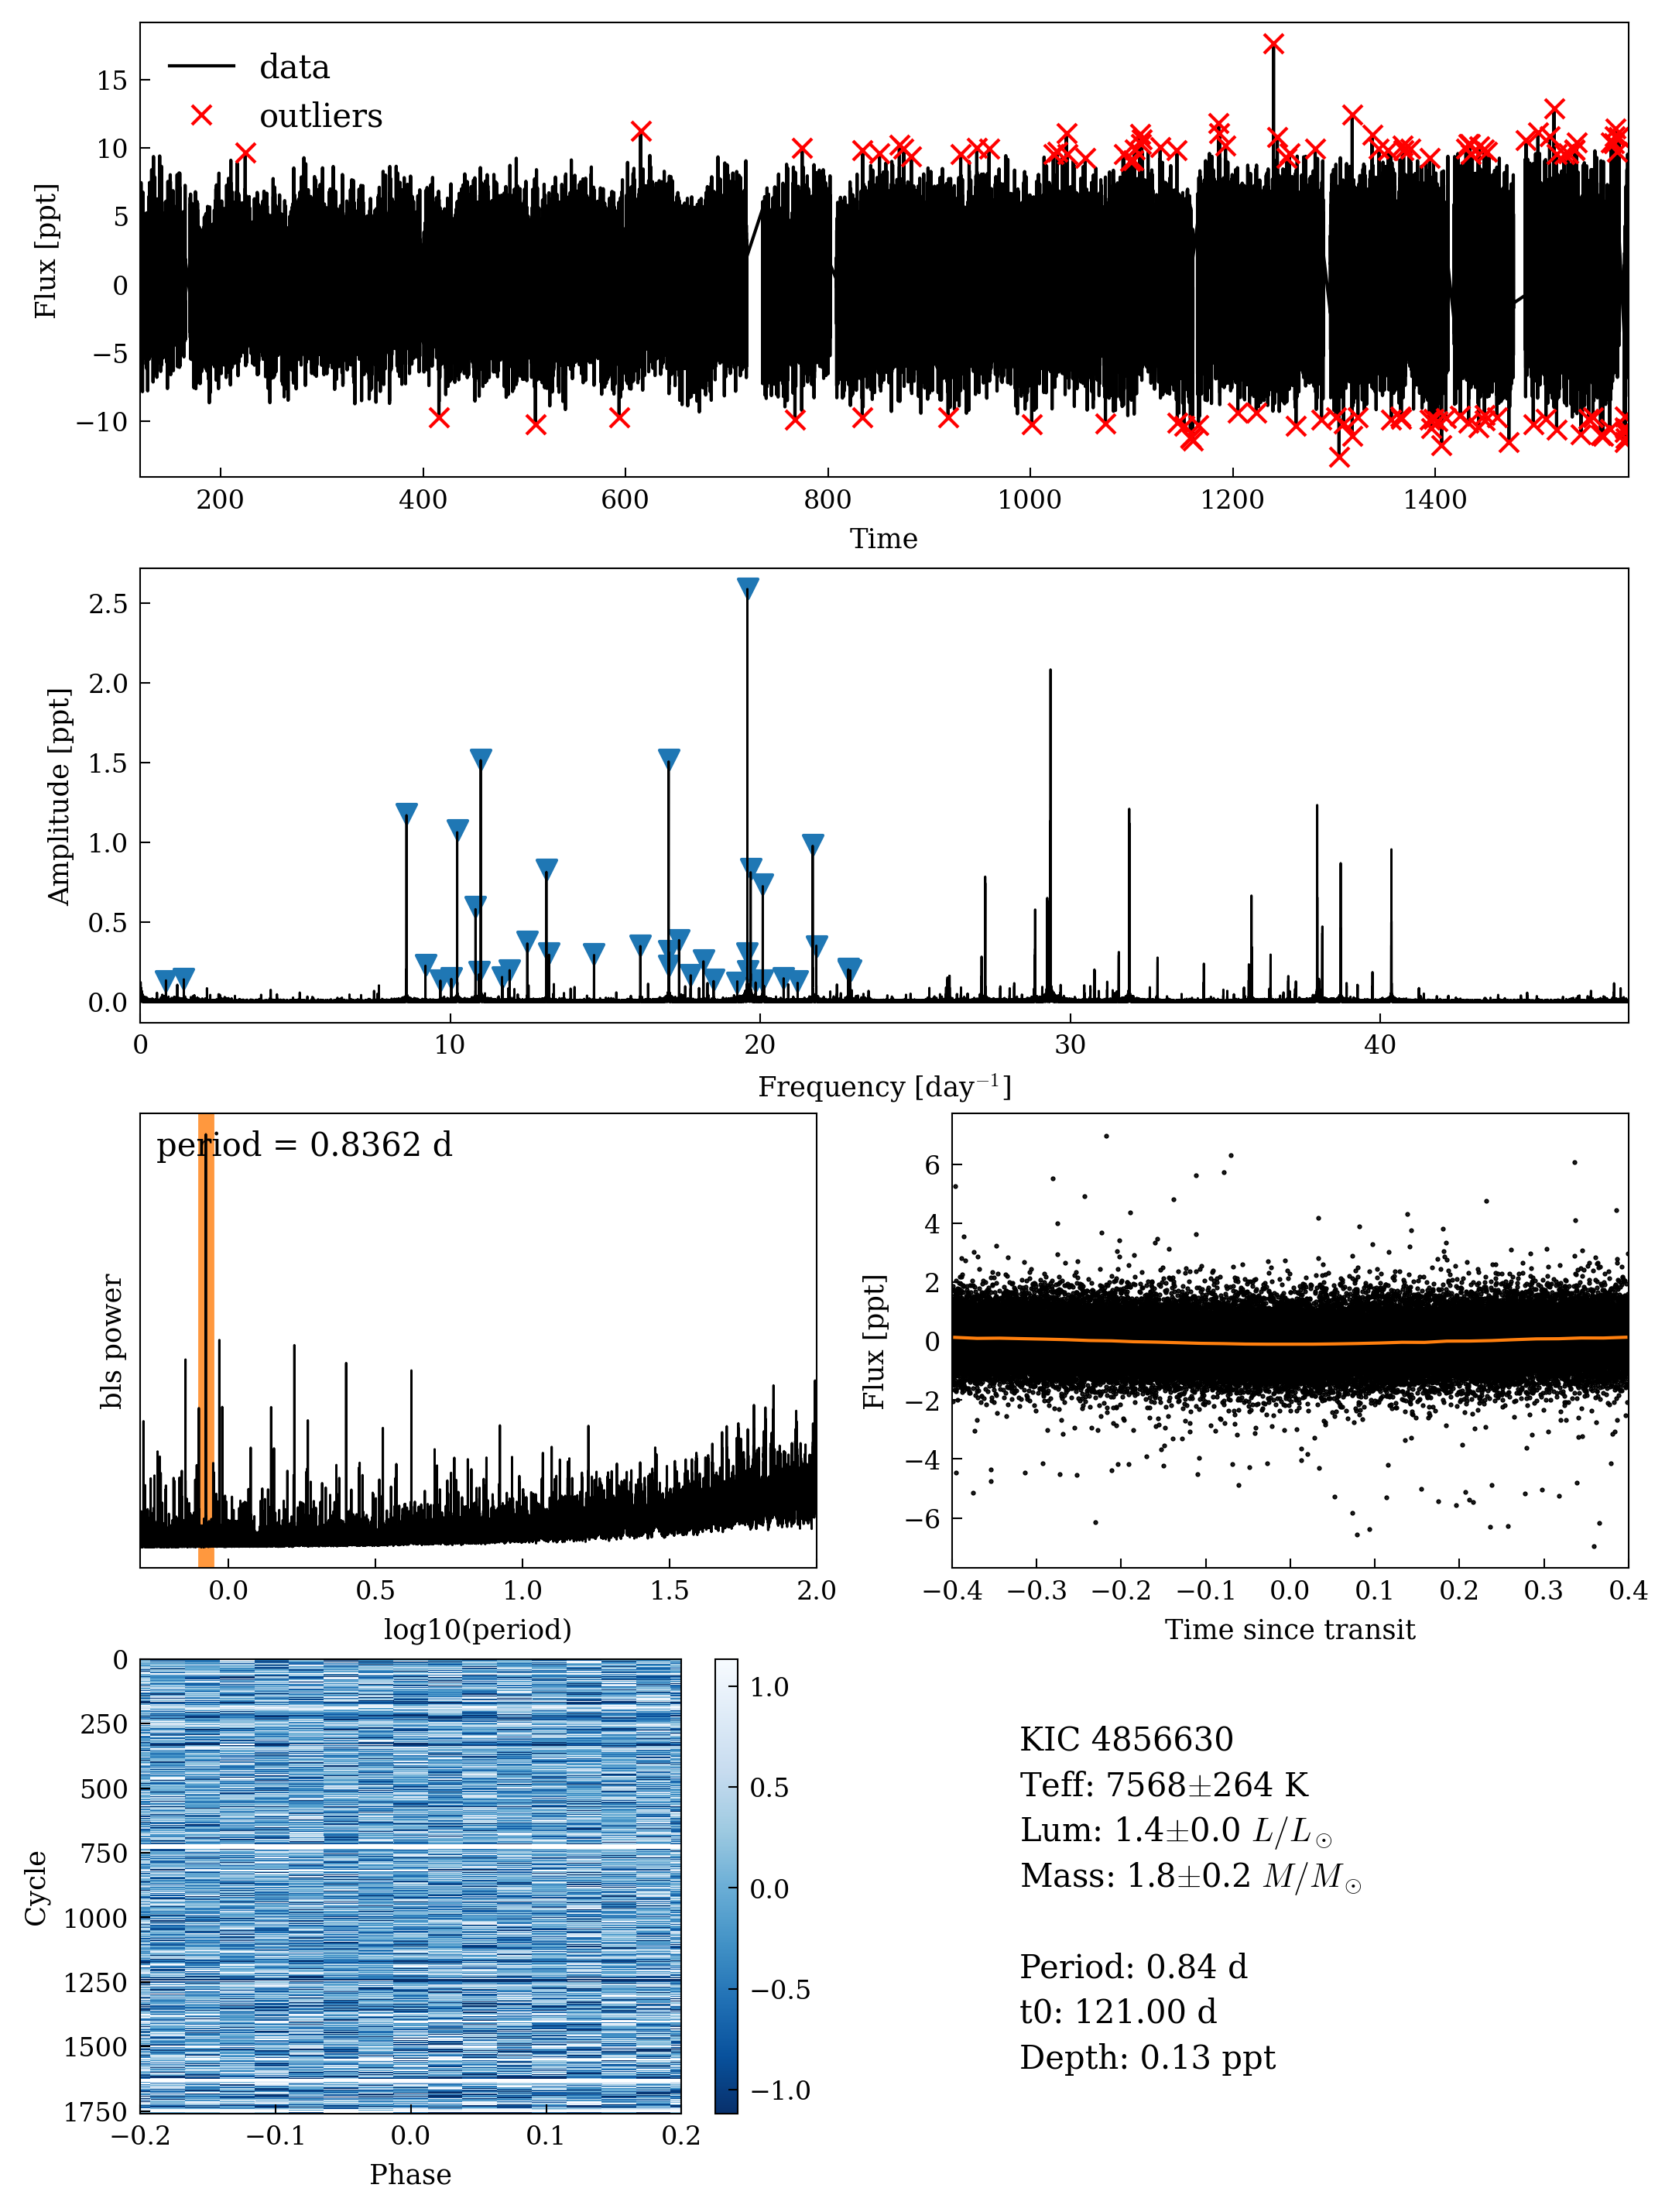 data
outliers
15
10
5
0
−5
−10
Flux [ppt]
200 400 600 800 1000 1200 1400
Time
2.5
2.0
1.5
1.0
0.5
0.0
Amplitude [ppt]
0 10 20 30 40
Frequency [day⁻¹]
period = 0.8362 d
bls power
0.0 0.5 1.0 1.5 2.0
log10(period)
6
4
2
0
−2
−4
−6
Flux [ppt]
−0.4 −0.3 −0.2 −0.1 0.0 0.1 0.2 0.3 0.4
Time since transit
0
250
500
750
1000
1250
1500
1750
Cycle
−0.2 −0.1 0.0 0.1 0.2
Phase
1.0
0.5
0.0
−0.5
−1.0
KIC 4856630
Teff: 7568±264 K
Lum: 1.4±0.0 L/L⊙
Mass: 1.8±0.2 M/M⊙
Period: 0.84 d
t0: 121.00 d
Depth: 0.13 ppt